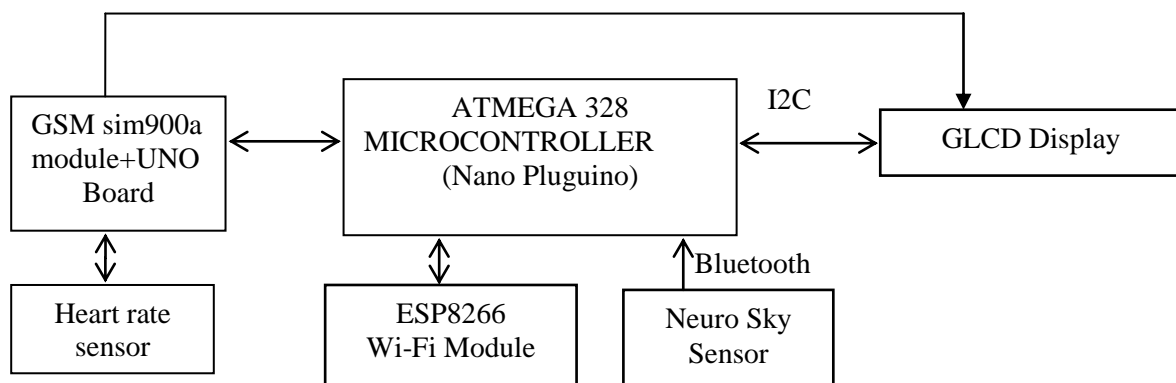 GSM sim900a
module+UNO
Board
ATMEGA 328
MICROCONTROLLER
(Nano Pluguino)
I2C
GLCD Display
Heart rate
sensor
ESP8266
Wi-Fi Module
Bluetooth
Neuro Sky
Sensor